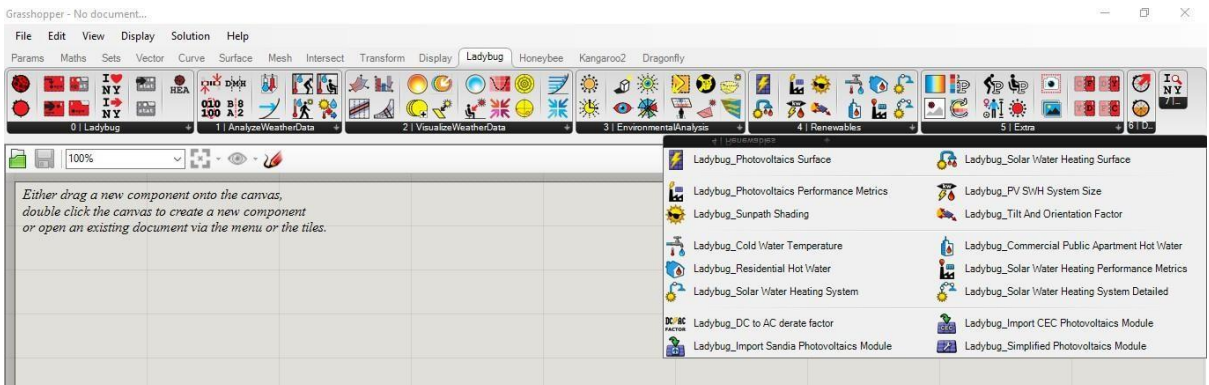 Grasshopper - No document...
File Edit View Display Solution Help
Params Maths Sets Vector Curve Surface Mesh Intersect Transform Display Ladybug Honeybee Kangaroo2 Dragonfly
0 | Ladybug 1 | AnalyzeWeatherData 2 | VisualizeWeatherData 3 | EnvironmentalAnalysis 4 | Renewables 5 | Extra 6 | D... 7 | ...
100%
4 | Renewables
Either drag a new component onto the canvas,
double click the canvas to create a new component
or open an existing document via the menu or the tiles.
Ladybug_Photovoltaics Surface Ladybug_Solar Water Heating Surface
Ladybug_Photovoltaics Performance Metrics Ladybug_PV SWH System Size
Ladybug_Sunpath Shading Ladybug_Tilt And Orientation Factor
Ladybug_Cold Water Temperature Ladybug_Commercial Public Apartment Hot Water
Ladybug_Residential Hot Water Ladybug_Solar Water Heating Performance Metrics
Ladybug_Solar Water Heating System Ladybug_Solar Water Heating System Detailed
Ladybug_DC to AC derate factor Ladybug_Import CEC Photovoltaics Module
Ladybug_Import Sandia Photovoltaics Module Ladybug_Simplified Photovoltaics Module